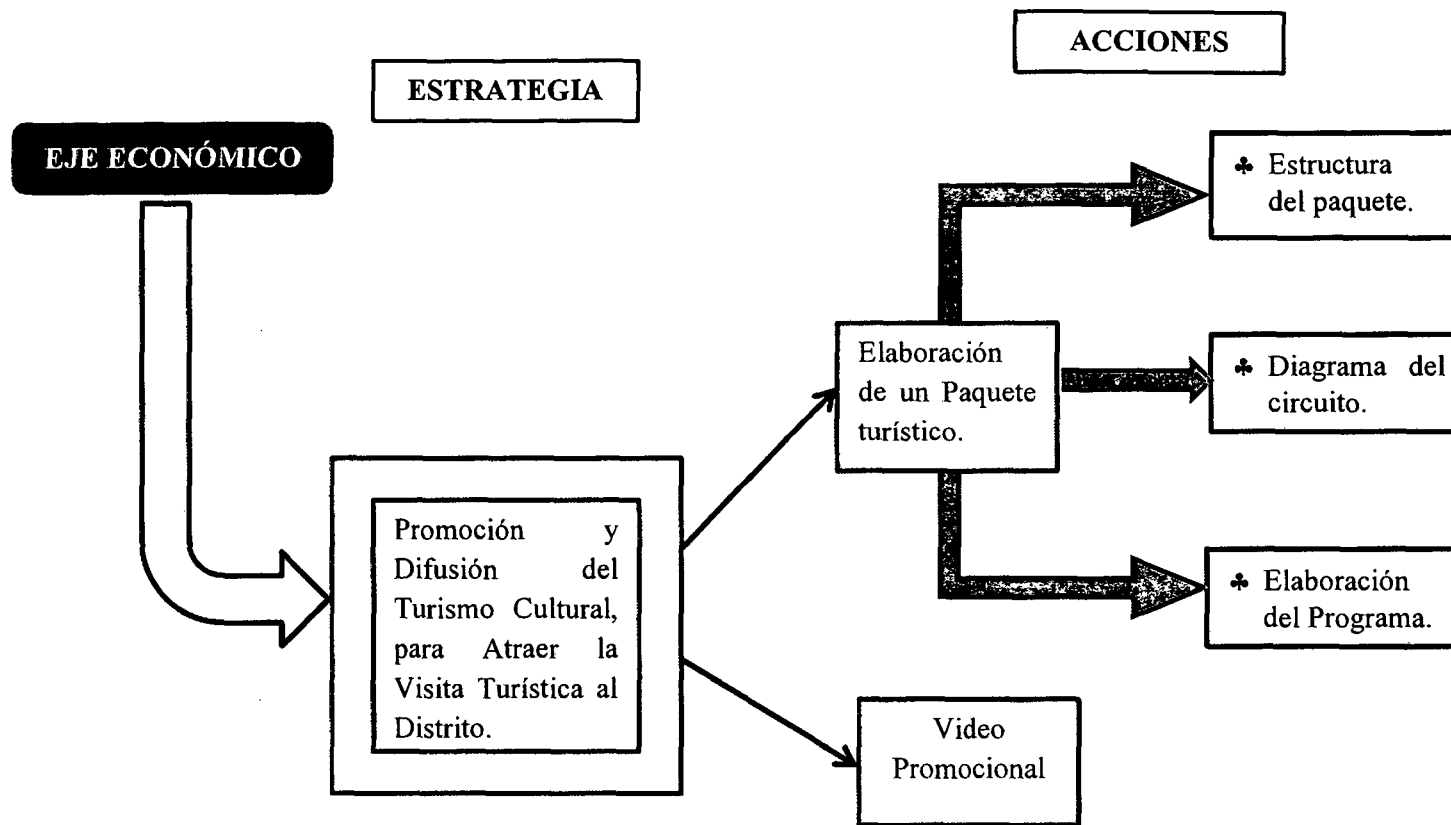 ACCIONES
ESTRATEGIA
EJE ECONÓMICO
♣ Estructura
del paquete.
Elaboración
de un Paquete
turístico.
♣ Diagrama del
circuito.
Promoción y
Difusión del
Turismo Cultural,
para Atraer la
Visita Turística al
Distrito.
♣ Elaboración
del Programa.
Video
Promocional